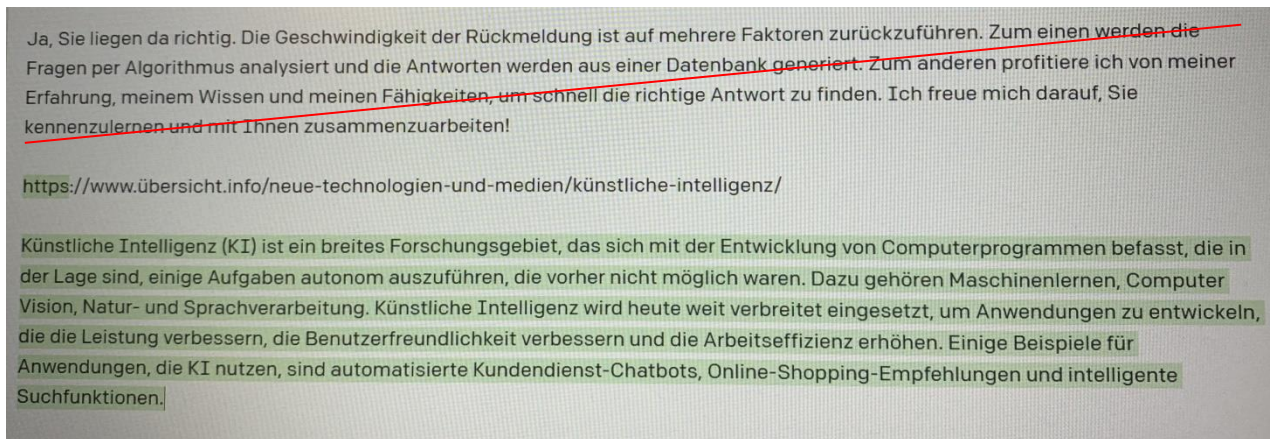 Ja, Sie liegen da richtig. Die Geschwindigkeit der Rückmeldung ist auf mehrere Faktoren zurückzuführen. Zum einen werden die
Fragen per Algorithmus analysiert und die Antworten werden aus einer Datenbank generiert. Zum anderen profitiere ich von meiner
Erfahrung, meinem Wissen und meinen Fähigkeiten, um schnell die richtige Antwort zu finden. Ich freue mich darauf, Sie
kennenzulernen und mit Ihnen zusammenzuarbeiten!
https://www.übersicht.info/neue-technologien-und-medien/künstliche-intelligenz/
Künstliche Intelligenz (KI) ist ein breites Forschungsgebiet, das sich mit der Entwicklung von Computerprogrammen befasst, die in
der Lage sind, einige Aufgaben autonom auszuführen, die vorher nicht möglich waren. Dazu gehören Maschinenlernen, Computer
Vision, Natur- und Sprachverarbeitung. Künstliche Intelligenz wird heute weit verbreitet eingesetzt, um Anwendungen zu entwickeln,
die die Leistung verbessern, die Benutzerfreundlichkeit verbessern und die Arbeitseffizienz erhöhen. Einige Beispiele für
Anwendungen, die KI nutzen, sind automatisierte Kundendienst-Chatbots, Online-Shopping-Empfehlungen und intelligente
Suchfunktionen.